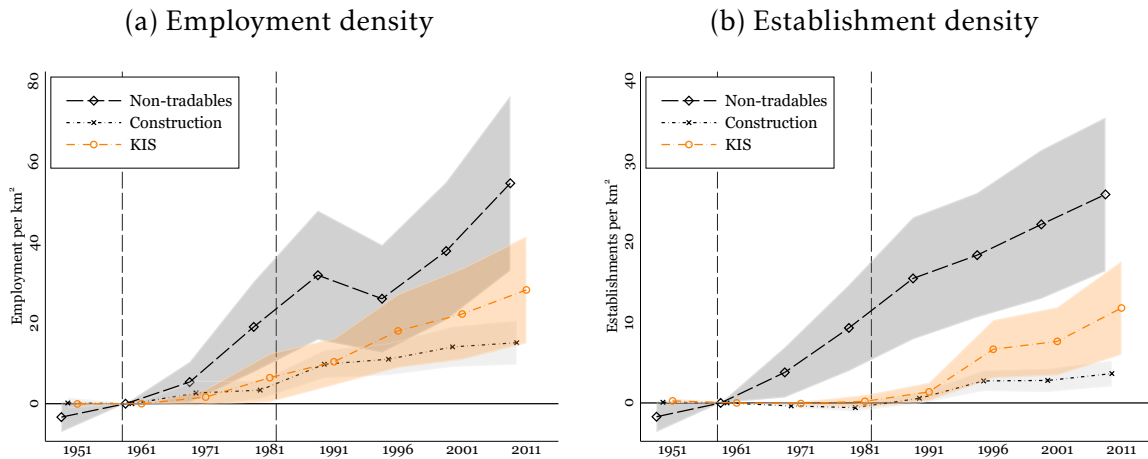 (a) Employment density
(b) Establishment density
Employment per km²
80
60
40
20
0
Non-tradables
Construction
KIS
1951 1961 1971 1981 1991 1996 2001 2011
Establishments per km²
40
30
20
10
0
Non-tradables
Construction
KIS
1951 1961 1971 1981 1991 1996 2001 2011